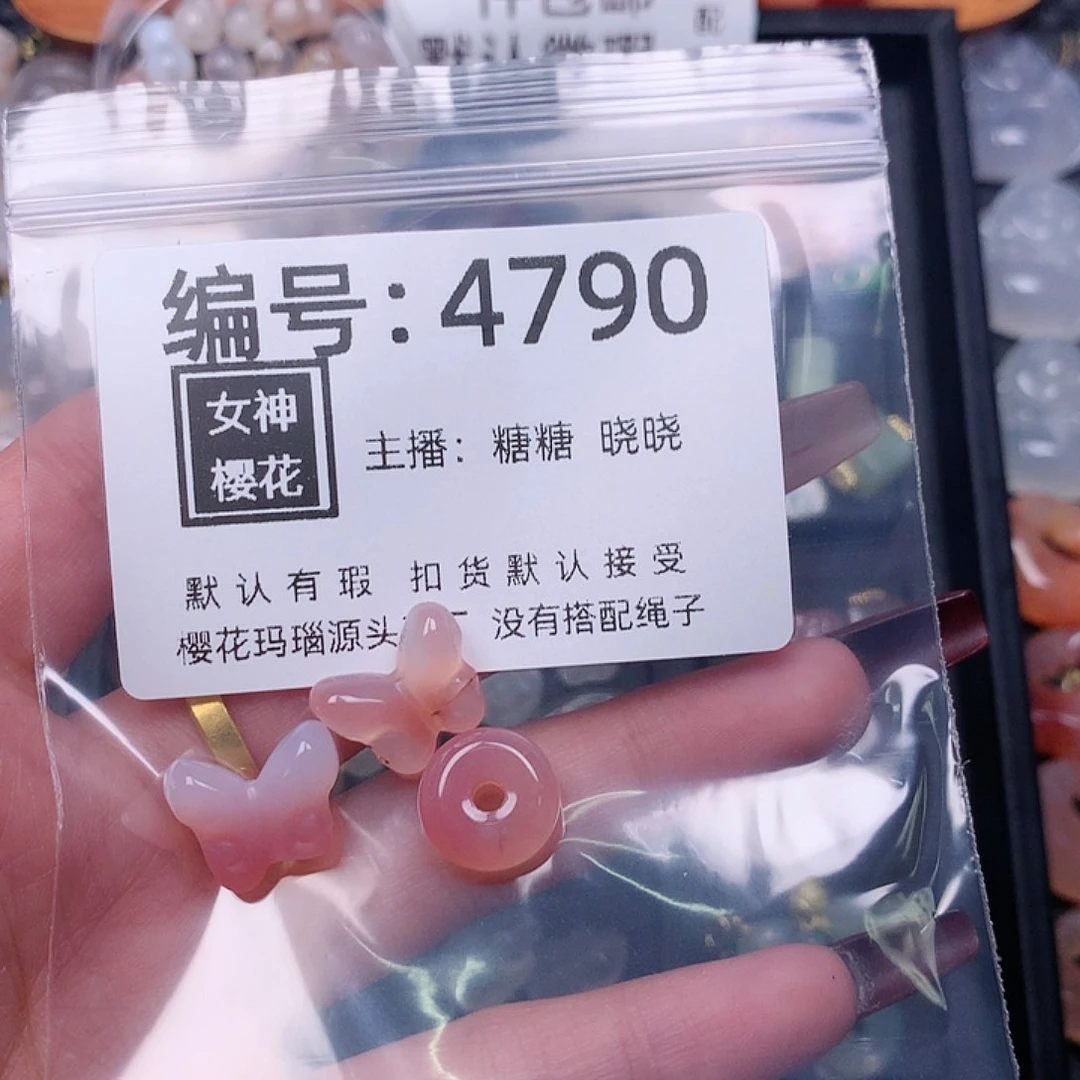 配
编号:4790
女神
樱花
主播: 糖糖 晓晓
默认有瑕 扣货默认接受
樱花玛瑙源头 没有搭配绳子